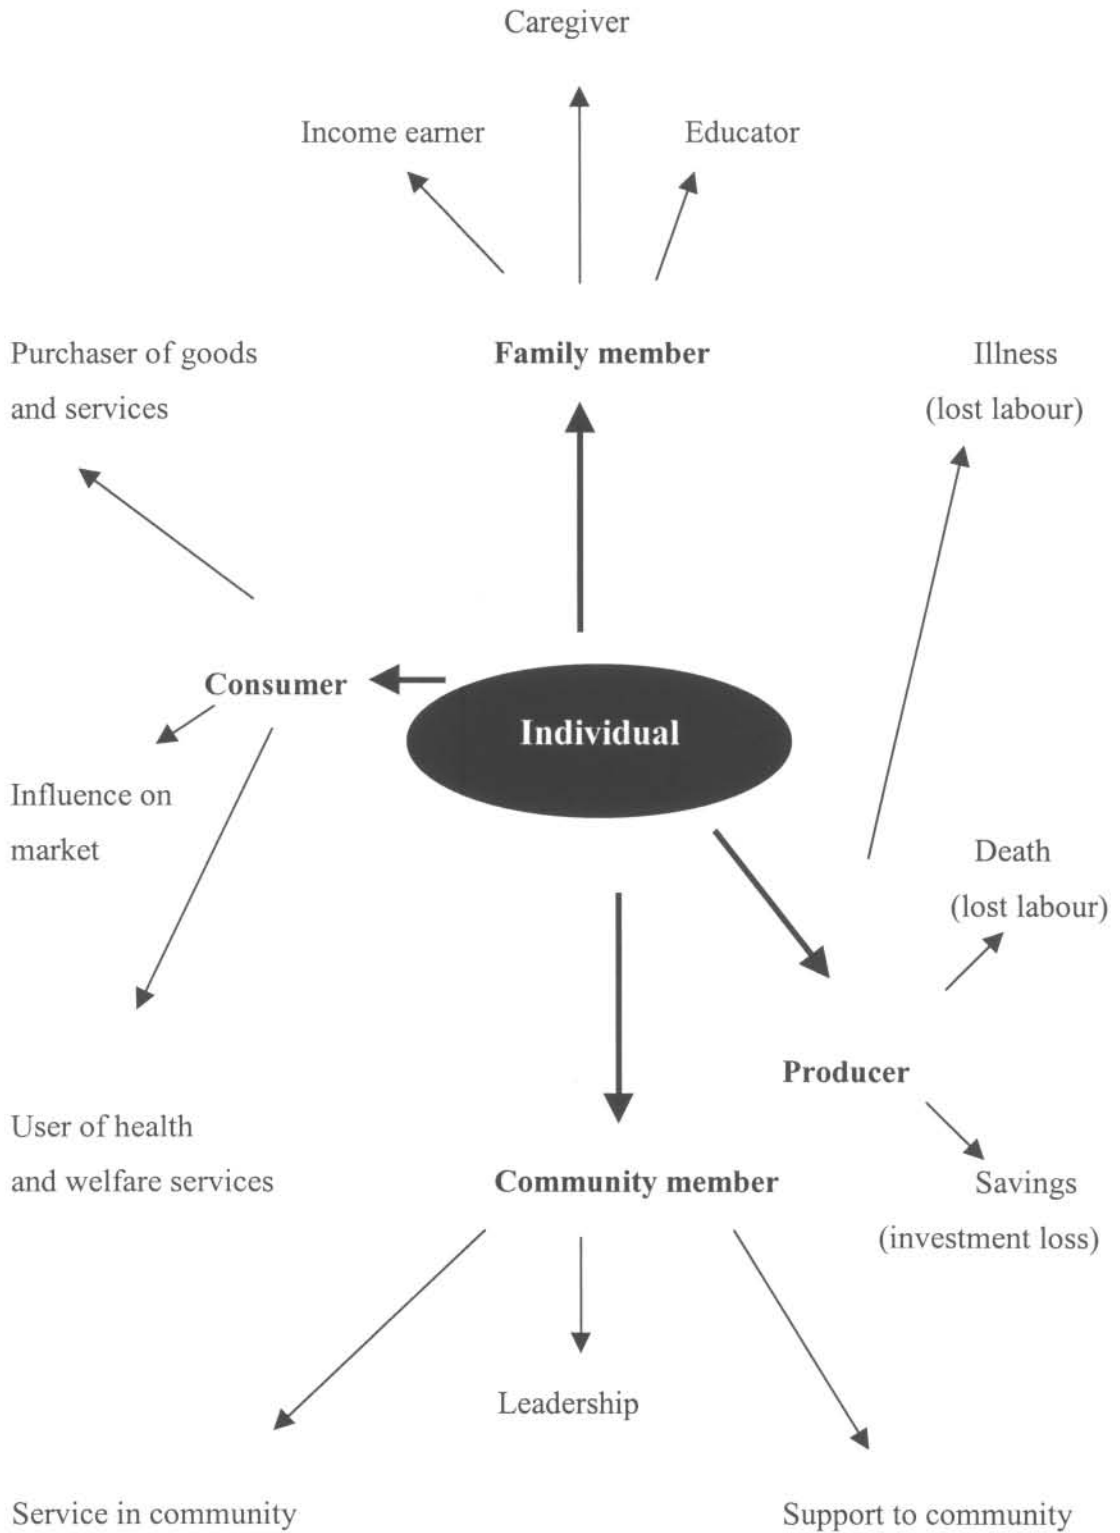 Caregiver
Income earner
Educator
Purchaser of goods
and services
Family member
Illness
(lost labour)
Consumer
Individual
Influence on
market
Death
(lost labour)
Producer
User of health
and welfare services
Community member
Savings
(investment loss)
Leadership
Service in community
Support to community